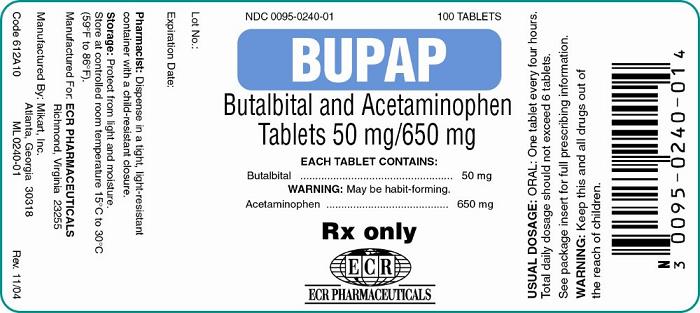 Lot No.:
Expiration Date:
Pharmacist: Dispense in a tight, light-resistant
container with a child-resistant closure.
Storage: Protect from light and moisture.
Store at controlled room temperature 15°C to 30°C
(59°F to 86°F).
Manufactured For: ECR PHARMACEUTICALS
Richmond, Virginia 23255
Manufactured By: Mikart, Inc.
Atlanta, Georgia 30318
Code 612A10 ML 0240-01 Rev. 11/04
NDC 0095-0240-01 100 TABLETS
BUPAP
Butalbital and Acetaminophen
Tablets 50 mg/650 mg
EACH TABLET CONTAINS:
Butalbital ................................................ 50 mg
WARNING: May be habit-forming.
Acetaminophen ....................................... 650 mg
Rx only
ECR
ECR PHARMACEUTICALS
USUAL DOSAGE: ORAL: One tablet every four hours.
Total daily dosage should not exceed 6 tablets.
See package insert for full prescribing information.
WARNING: Keep this and all drugs out of
the reach of children.
N
3 0095-0240-01 4